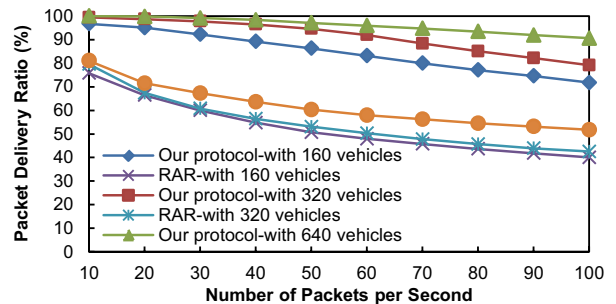 Packet Delivery Ratio (%)
100
90
80
70
60
50
40
30
20
10
0
Our protocol-with 160 vehicles
RAR-with 160 vehicles
Our protocol-with 320 vehicles
RAR-with 320 vehicles
Our protocol-with 640 vehicles
10 20 30 40 50 60 70 80 90 100
Number of Packets per Second